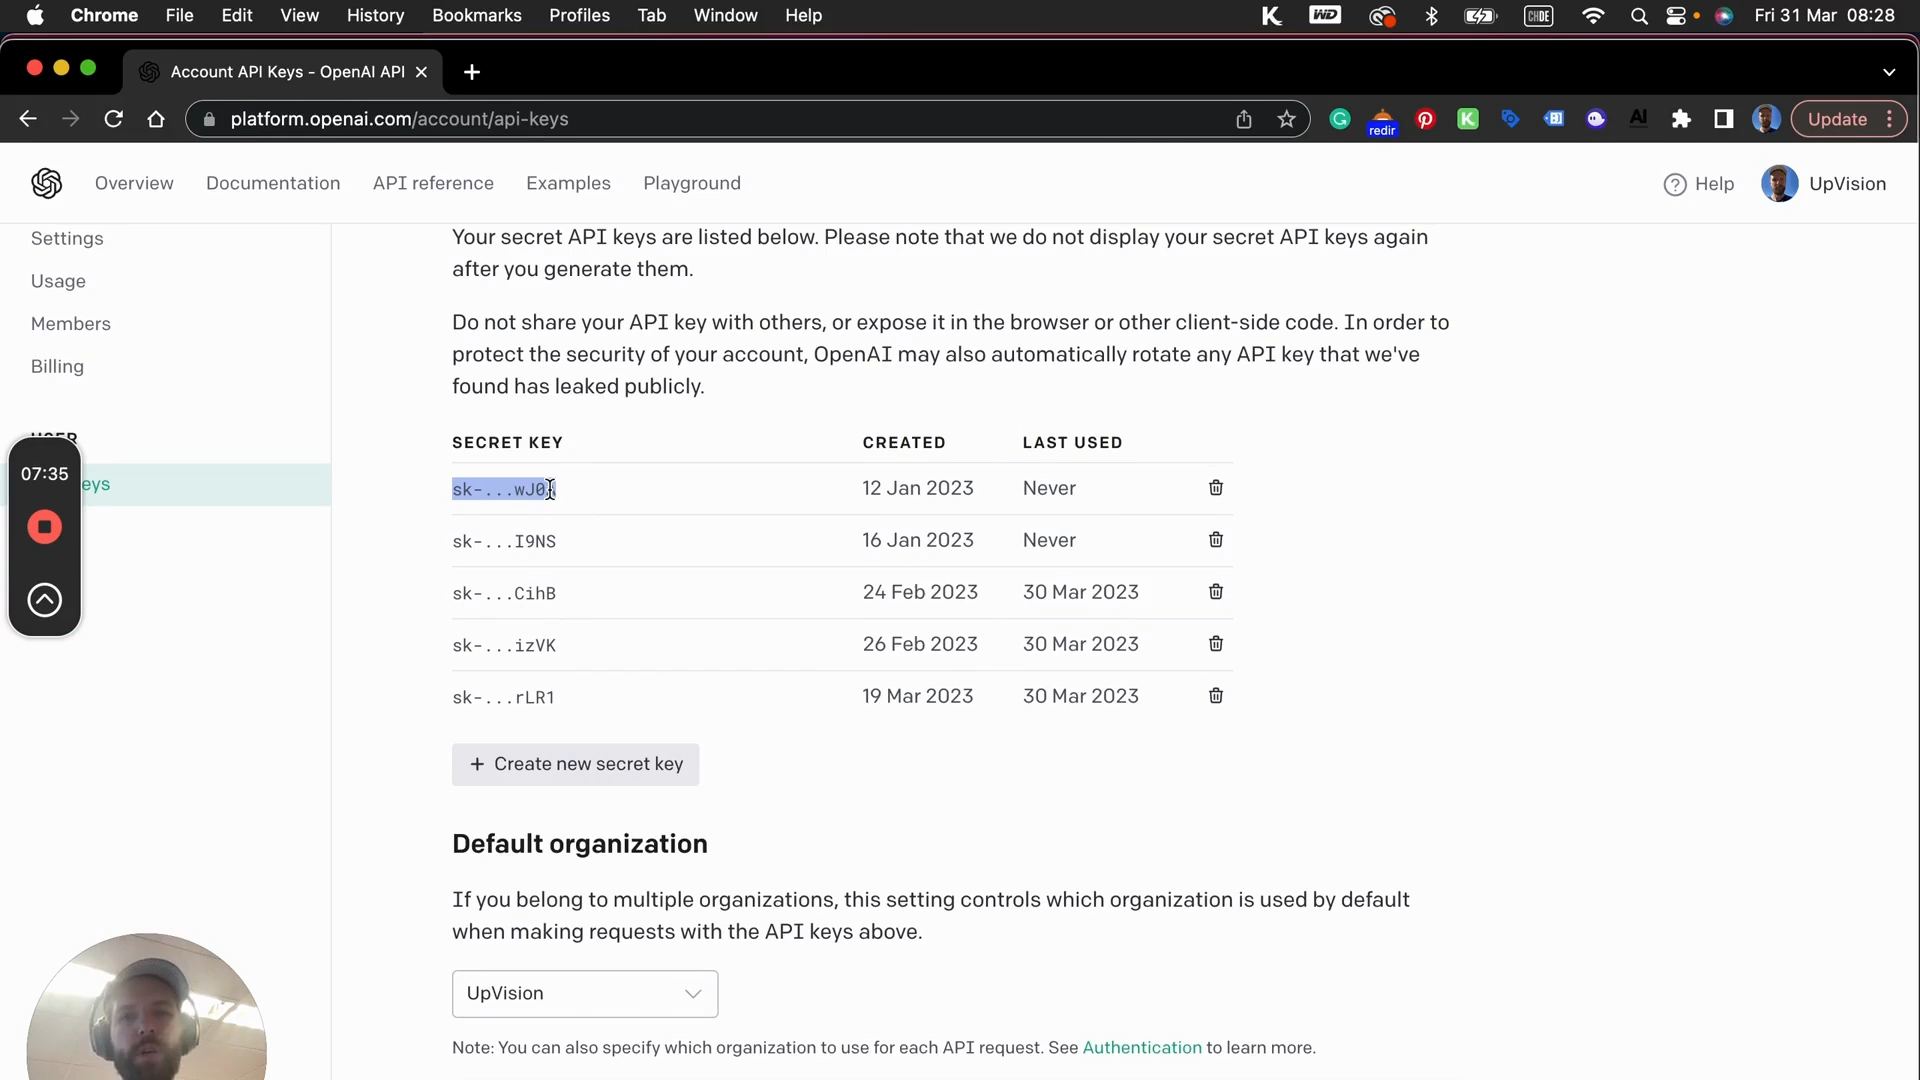 Chrome File Edit View History Bookmarks Profiles Tab Window Help WD CHDE Fri 31 Mar 08:28
Account API Keys - OpenAI API
platform.openai.com/account/api-keys redir AI Update
Overview Documentation API reference Examples Playground Help UpVision
Settings
Usage
Members
Billing
USER
eys
07:35
Your secret API keys are listed below. Please note that we do not display your secret API keys again
after you generate them.
Do not share your API key with others, or expose it in the browser or other client-side code. In order to
protect the security of your account, OpenAI may also automatically rotate any API key that we've
found has leaked publicly.
SECRET KEY CREATED LAST USED
sk-...wJ0 12 Jan 2023 Never
sk-...I9NS 16 Jan 2023 Never
sk-...CihB 24 Feb 2023 30 Mar 2023
sk-...izVK 26 Feb 2023 30 Mar 2023
sk-...rLR1 19 Mar 2023 30 Mar 2023
+ Create new secret key
Default organization
If you belong to multiple organizations, this setting controls which organization is used by default
when making requests with the API keys above.
UpVision
Note: You can also specify which organization to use for each API request. See Authentication to learn more.